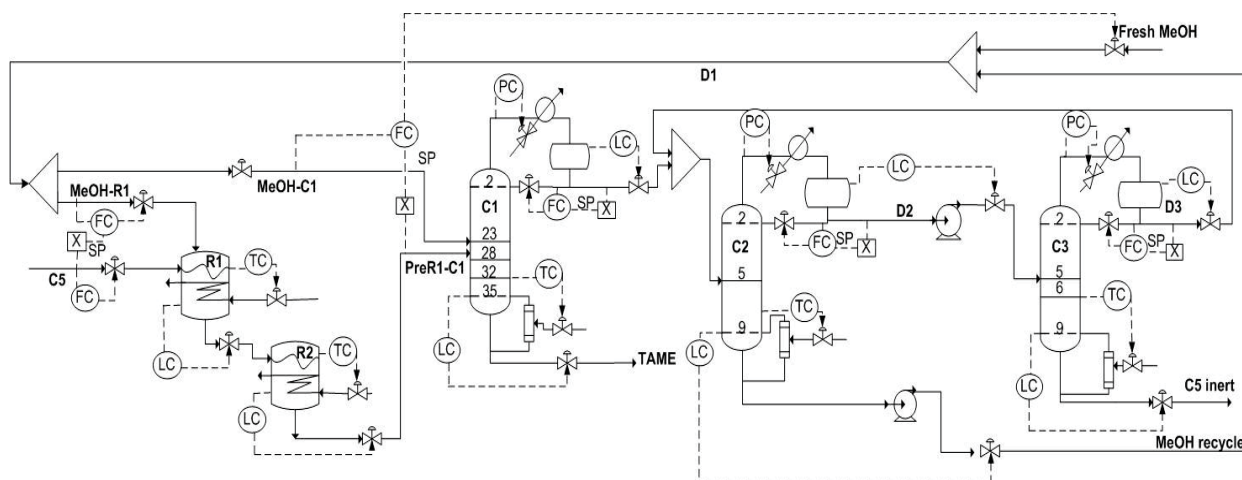 Fresh MeOH
D1
PC
PC
PC
FC
SP
LC
LC
LC
MeOH-C1
MeOH-R1
FC
X
SP
C5
FC
R1
TC
LC
R2
TC
LC
X
PreR1-C1
2
C1
23
28
32
35
FC
SP
X
TC
LC
TAME
2
C2
5
9
FC
SP
X
D2
TC
LC
2
C3
5
6
9
FC
SP
X
D3
TC
LC
C5 inert
MeOH recycle